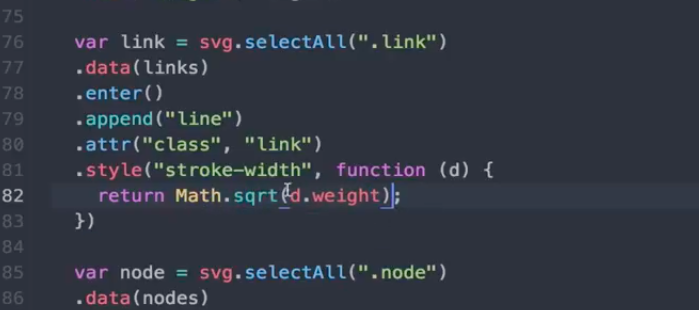 75
76 var link = svg.selectAll(".link")
77 .data(links)
78 .enter()
79 .append("line")
80 .attr("class", "link")
81 .style("stroke-width", function (d) {
82 return Math.sqrt(d.weight);
83 })
84
85 var node = svg.selectAll(".node")
86 .data(nodes)